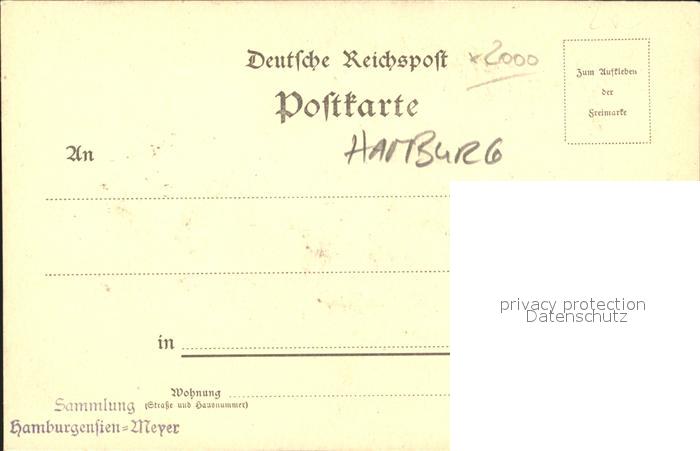 Deutſche Reichspoſt
x2000
Poſtkarte
Zum Aufkleben
der
Freimarke
HAMBURG
An
in
Wohnung
(Straße und Hausnummer)
Sammlung
Hamburgenſien=Meyer
privacy protection
Datenschutz